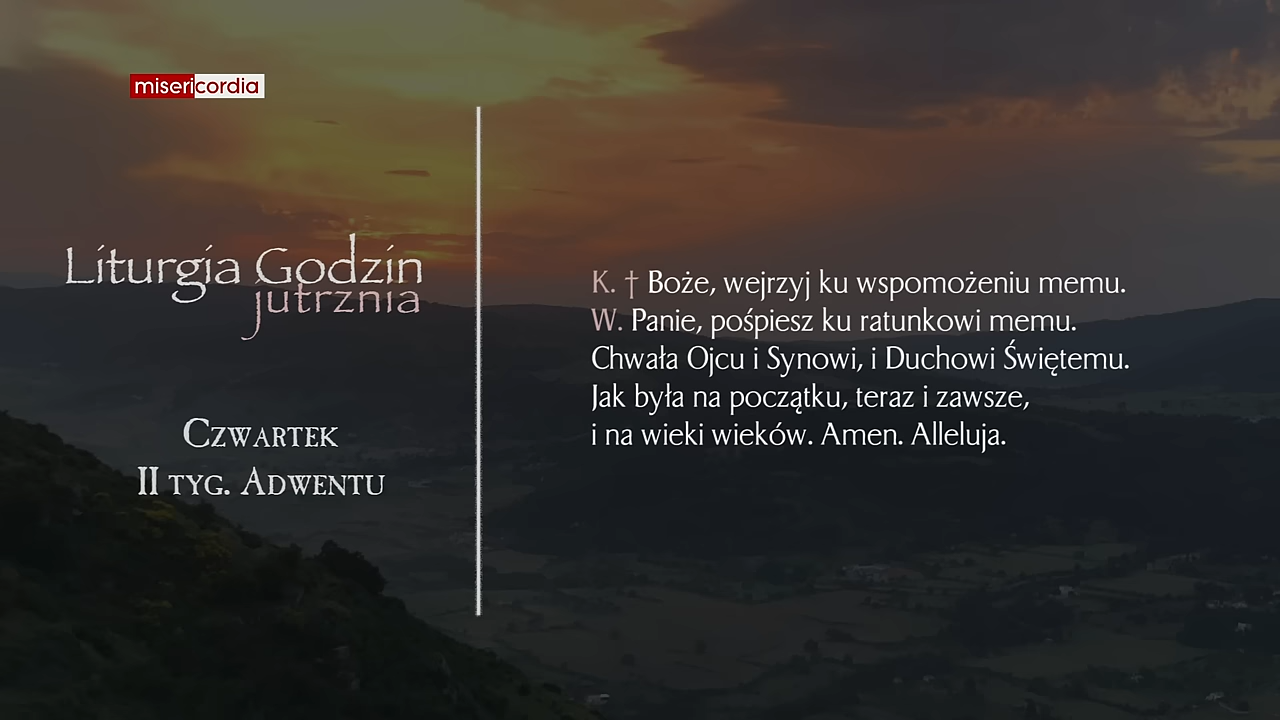 misericordia
Liturgia Godzin
jutrznia
Czwartek
II tyg. Adwentu
K. † Boże, wejrzyj ku wspomożeniu memu.
W. Panie, pośpiesz ku ratunkowi memu.
Chwała Ojcu i Synowi, i Duchowi Świętemu.
Jak była na początku, teraz i zawsze,
i na wieki wieków. Amen. Alleluja.